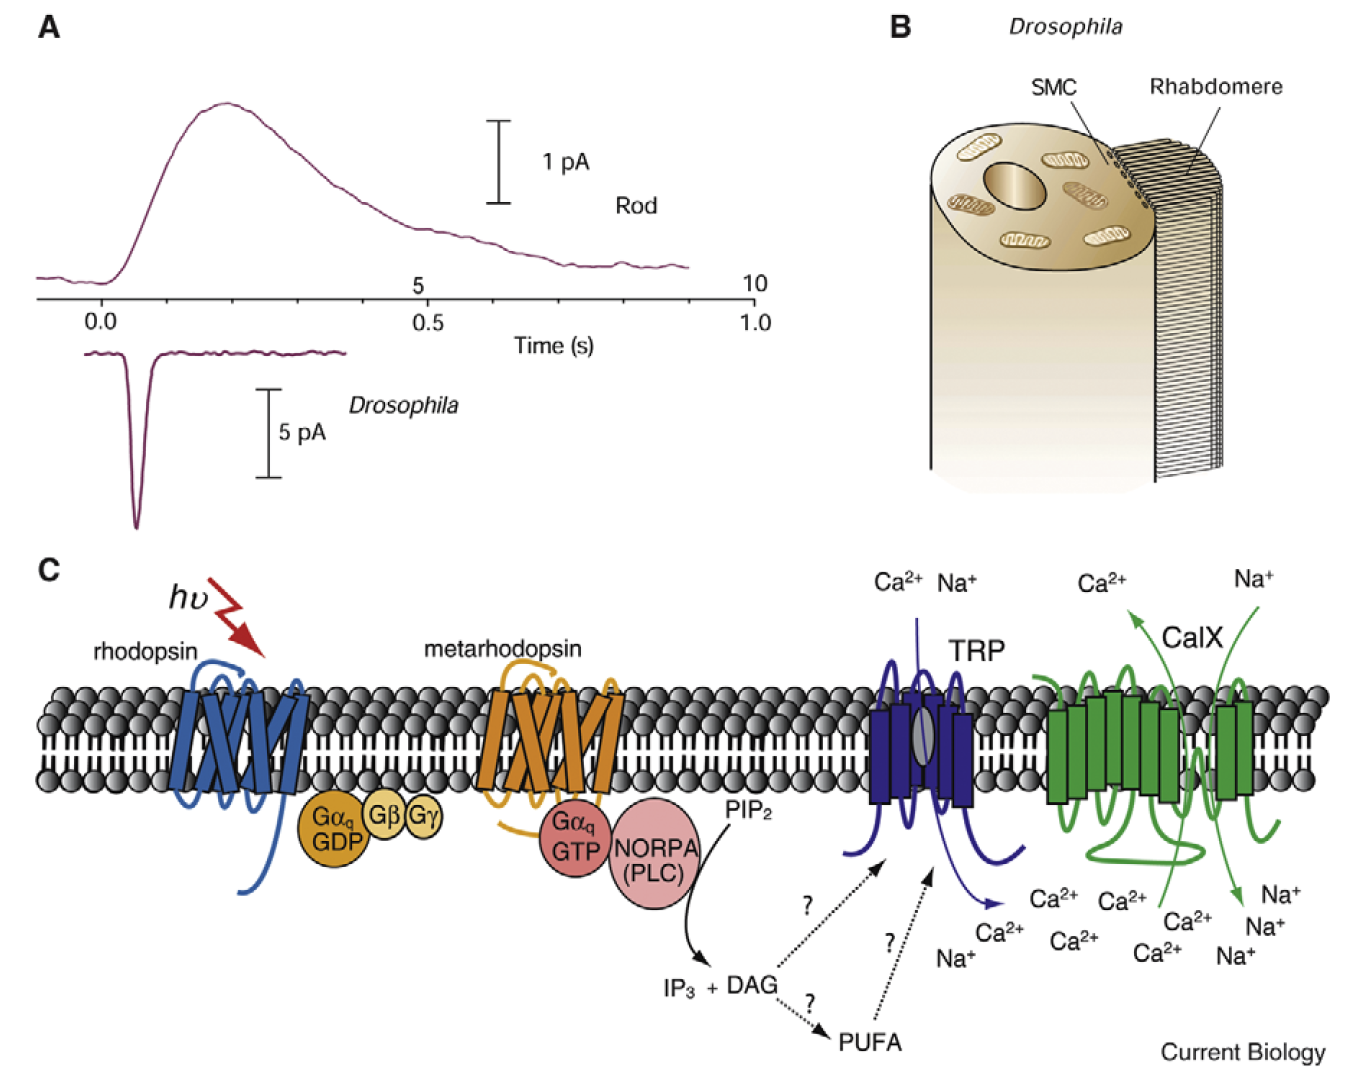 A
1 pA
Rod
5
10
0.0
0.5
1.0
Time (s)
Drosophila
5 pA
B
Drosophila
SMC
Rhabdomere
C
hυ
rhodopsin
Gαq
GDP
Gβ
Gγ
metarhodopsin
Gαq
GTP
NORPA
(PLC)
PIP₂
IP₃ + DAG
?
?
?
PUFA
Ca²⁺ Na⁺
TRP
Na⁺
Ca²⁺
Ca²⁺
Na⁺
CalX
Ca²⁺
Ca²⁺
Ca²⁺
Ca²⁺
Ca²⁺
Na⁺
Na⁺
Na⁺
Current Biology